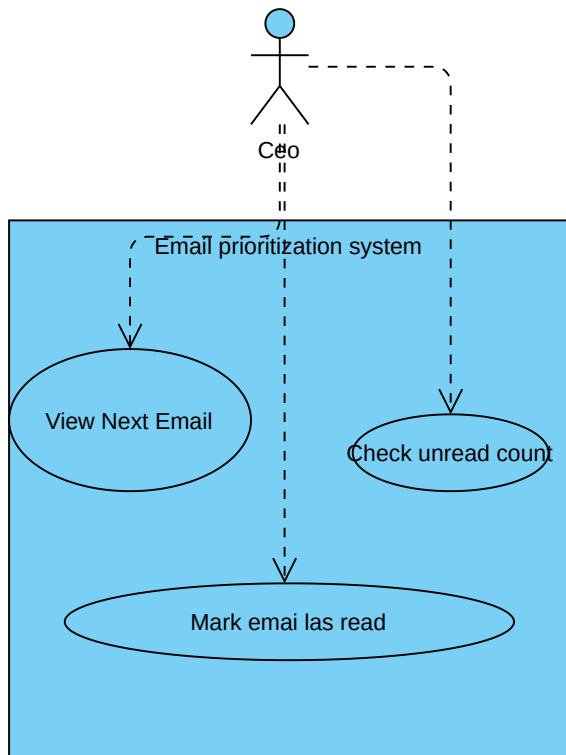 Ceo
Email prioritization system
View Next Email
Check unread count
Mark emai las read